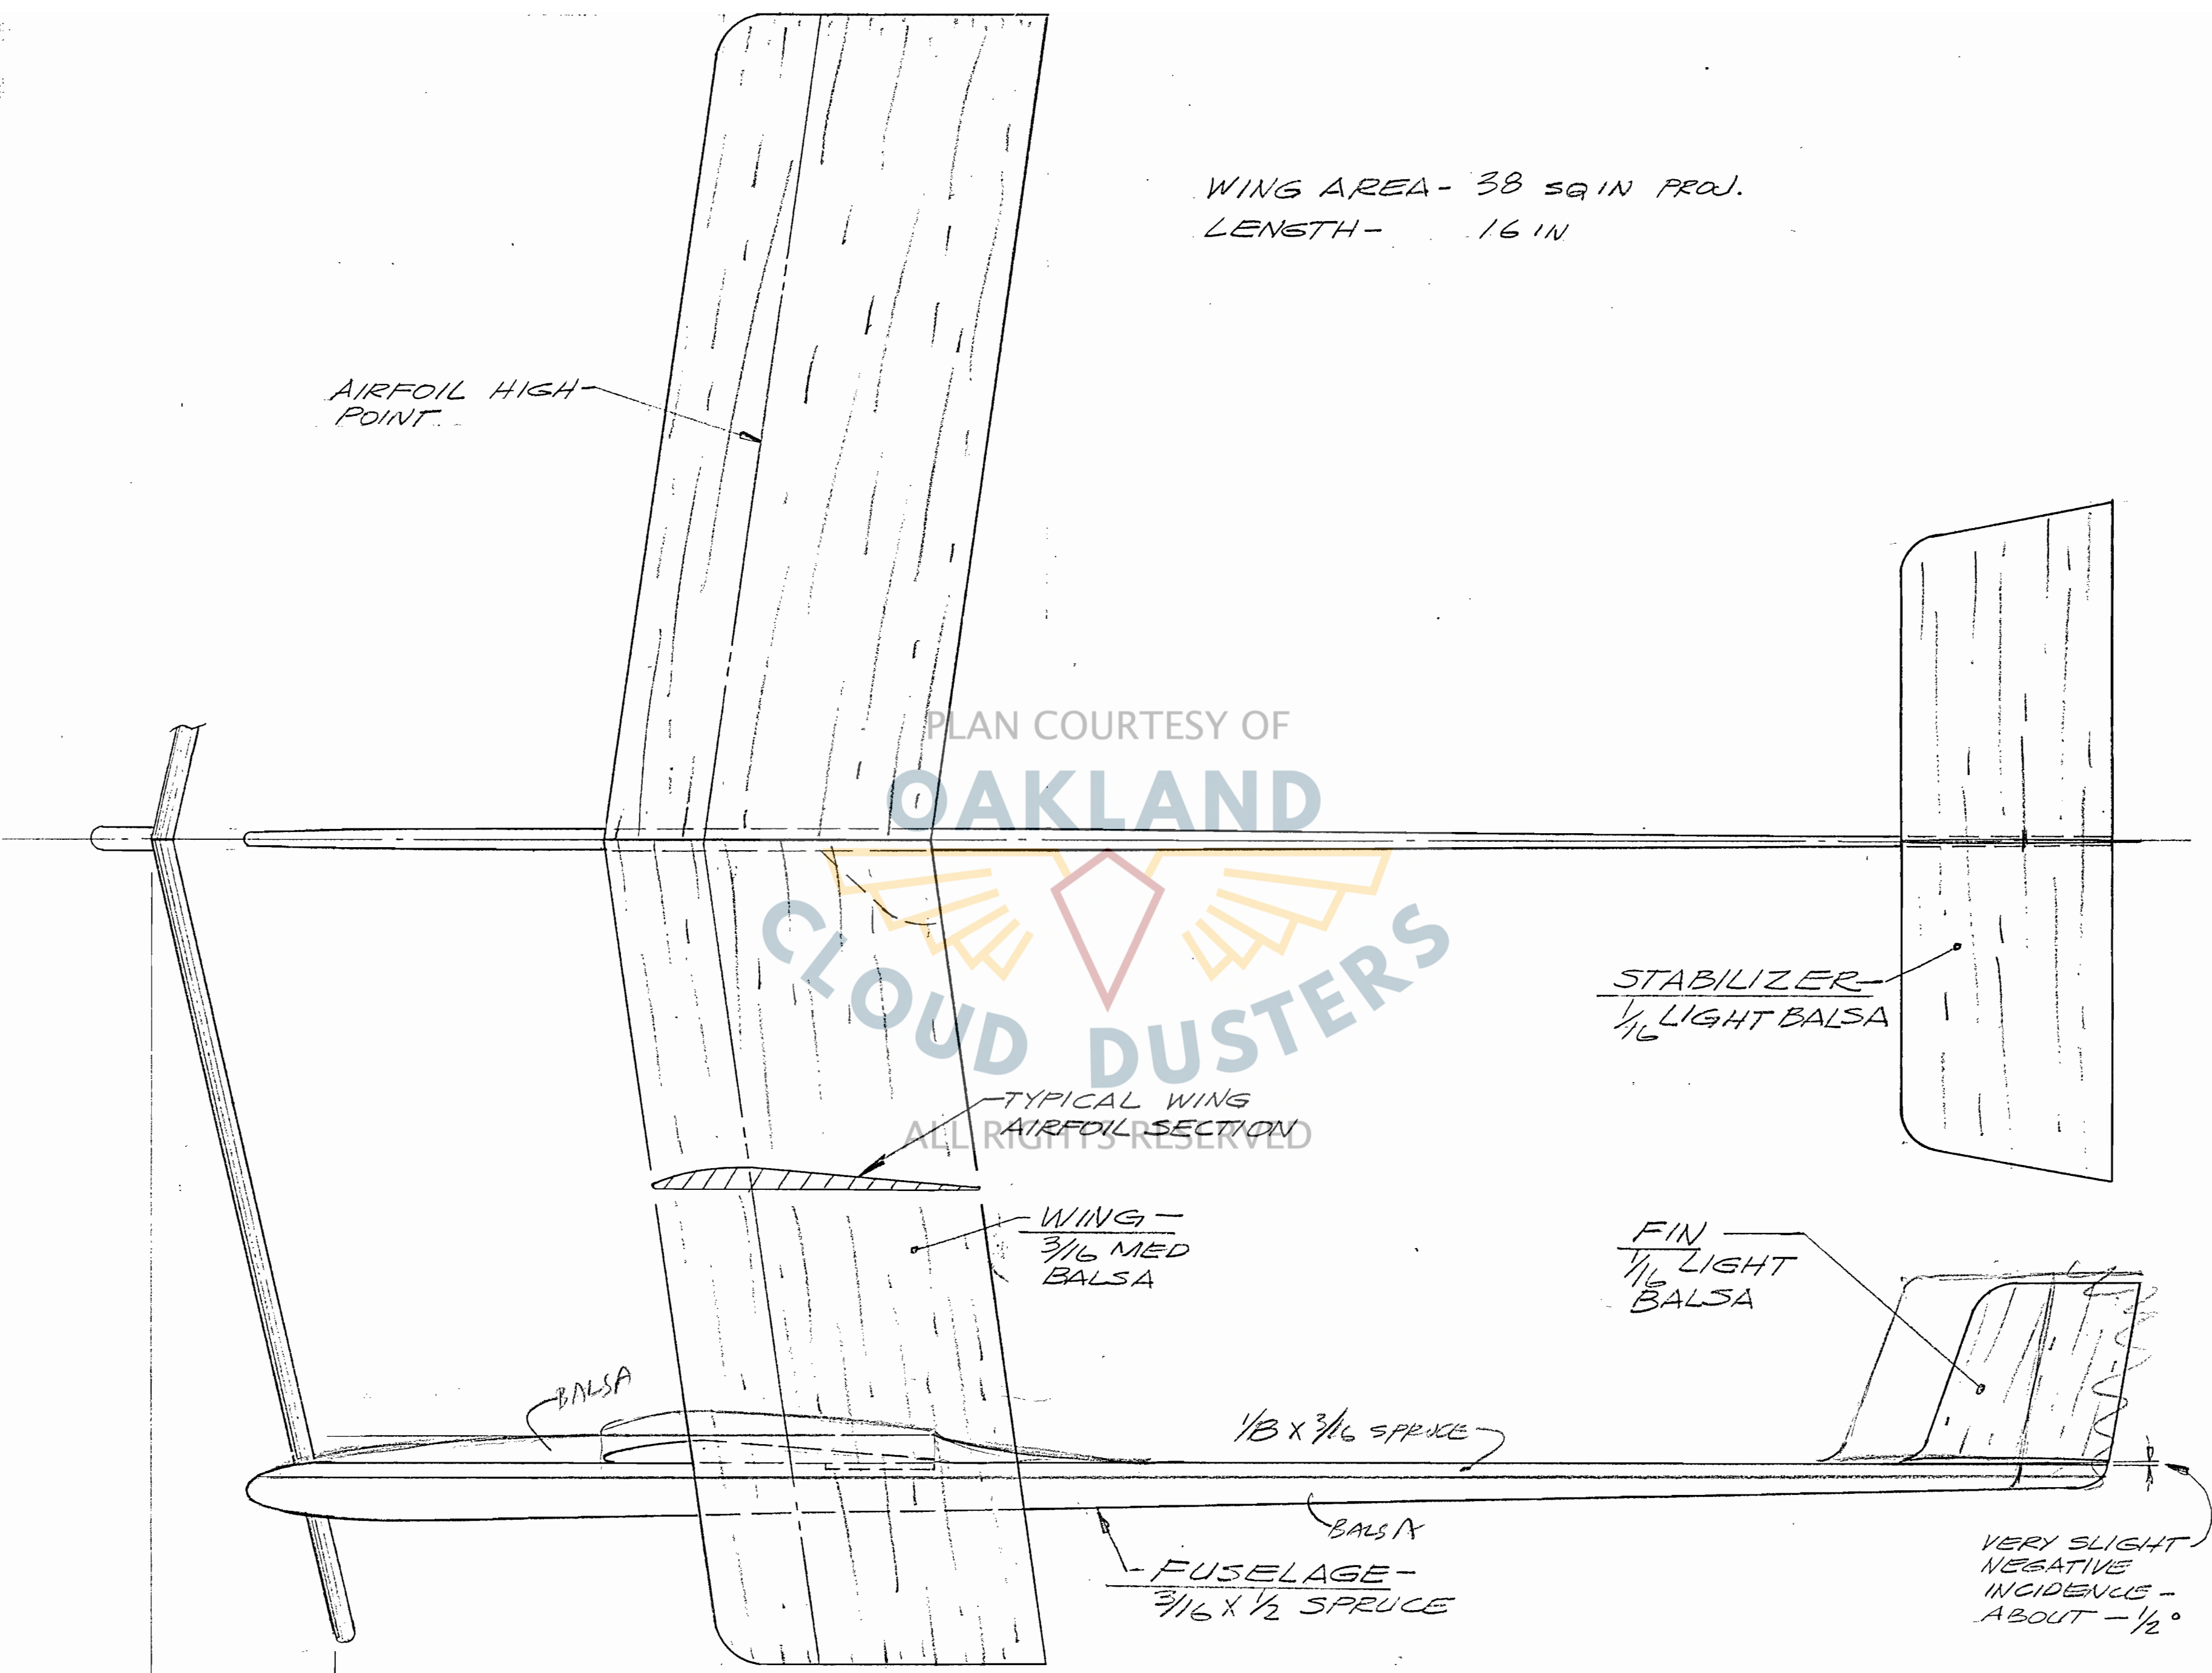 WING AREA- 38 SQ IN PROJ.
LENGTH- 16 IN
AIRFOIL HIGH
POINT
PLAN COURTESY OF
OAKLAND
CLOUD DUSTERS
ALL RIGHTS RESERVED
STABILIZER
1/16 LIGHT BALSA
TYPICAL WING
AIRFOIL SECTION
WING-
3/16 MED
BALSA
FIN
1/16 LIGHT
BALSA
BALSA
1/8 X 3/16 SPRUCE
BALSA
FUSELAGE-
3/16 X 1/2 SPRUCE
VERY SLIGHT
NEGATIVE
INCIDENCE-
ABOUT -1/2°